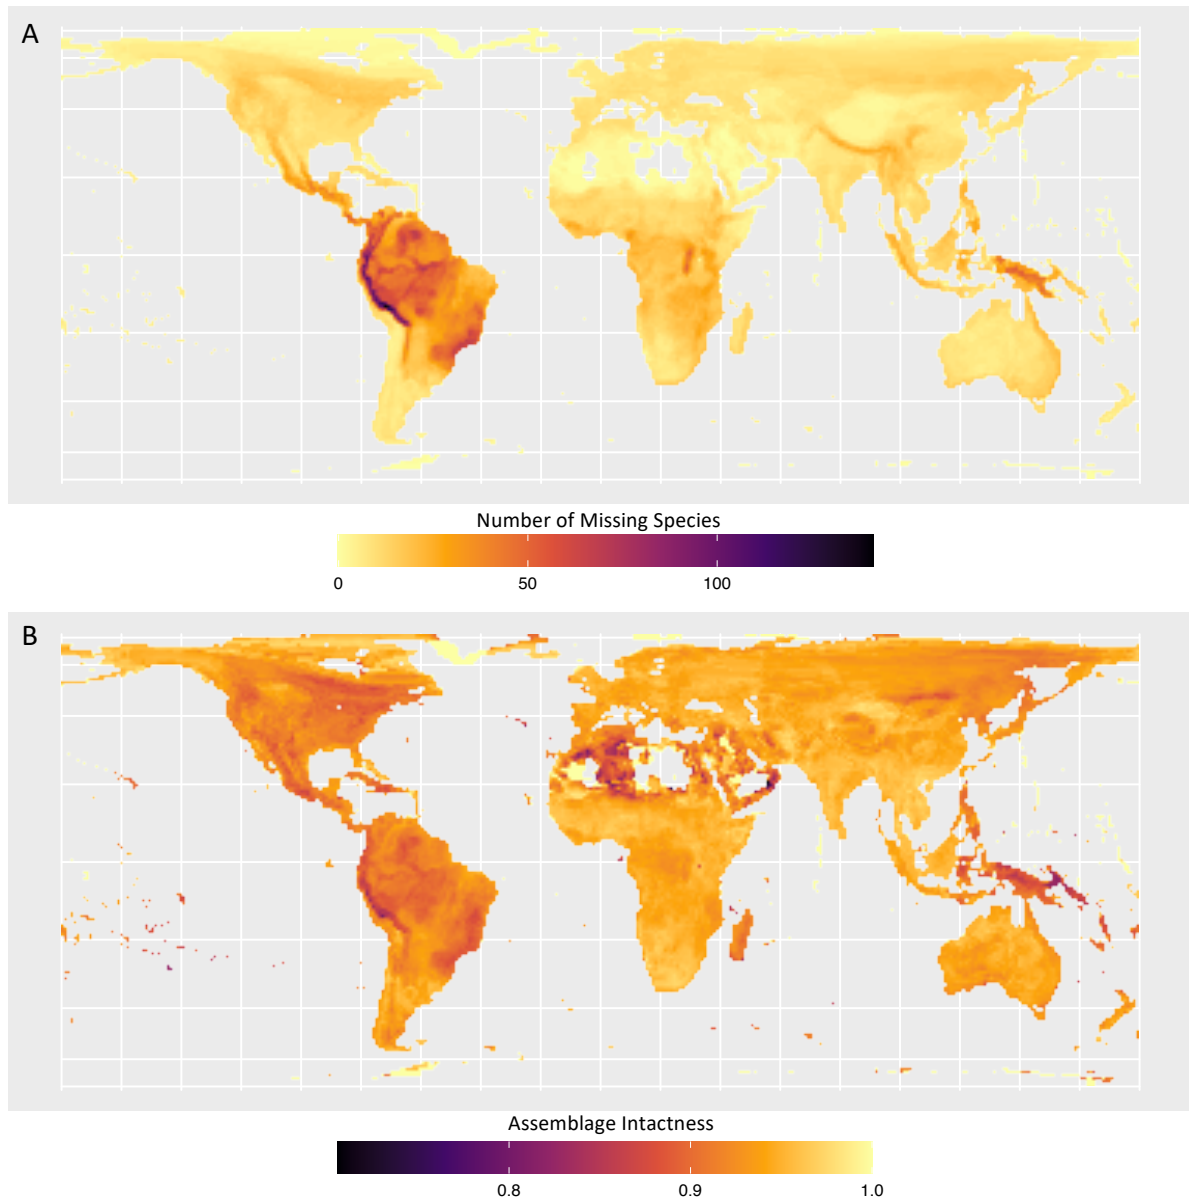 A
Number of Missing Species
0 50 100
B
Assemblage Intactness
0.8 0.9 1.0